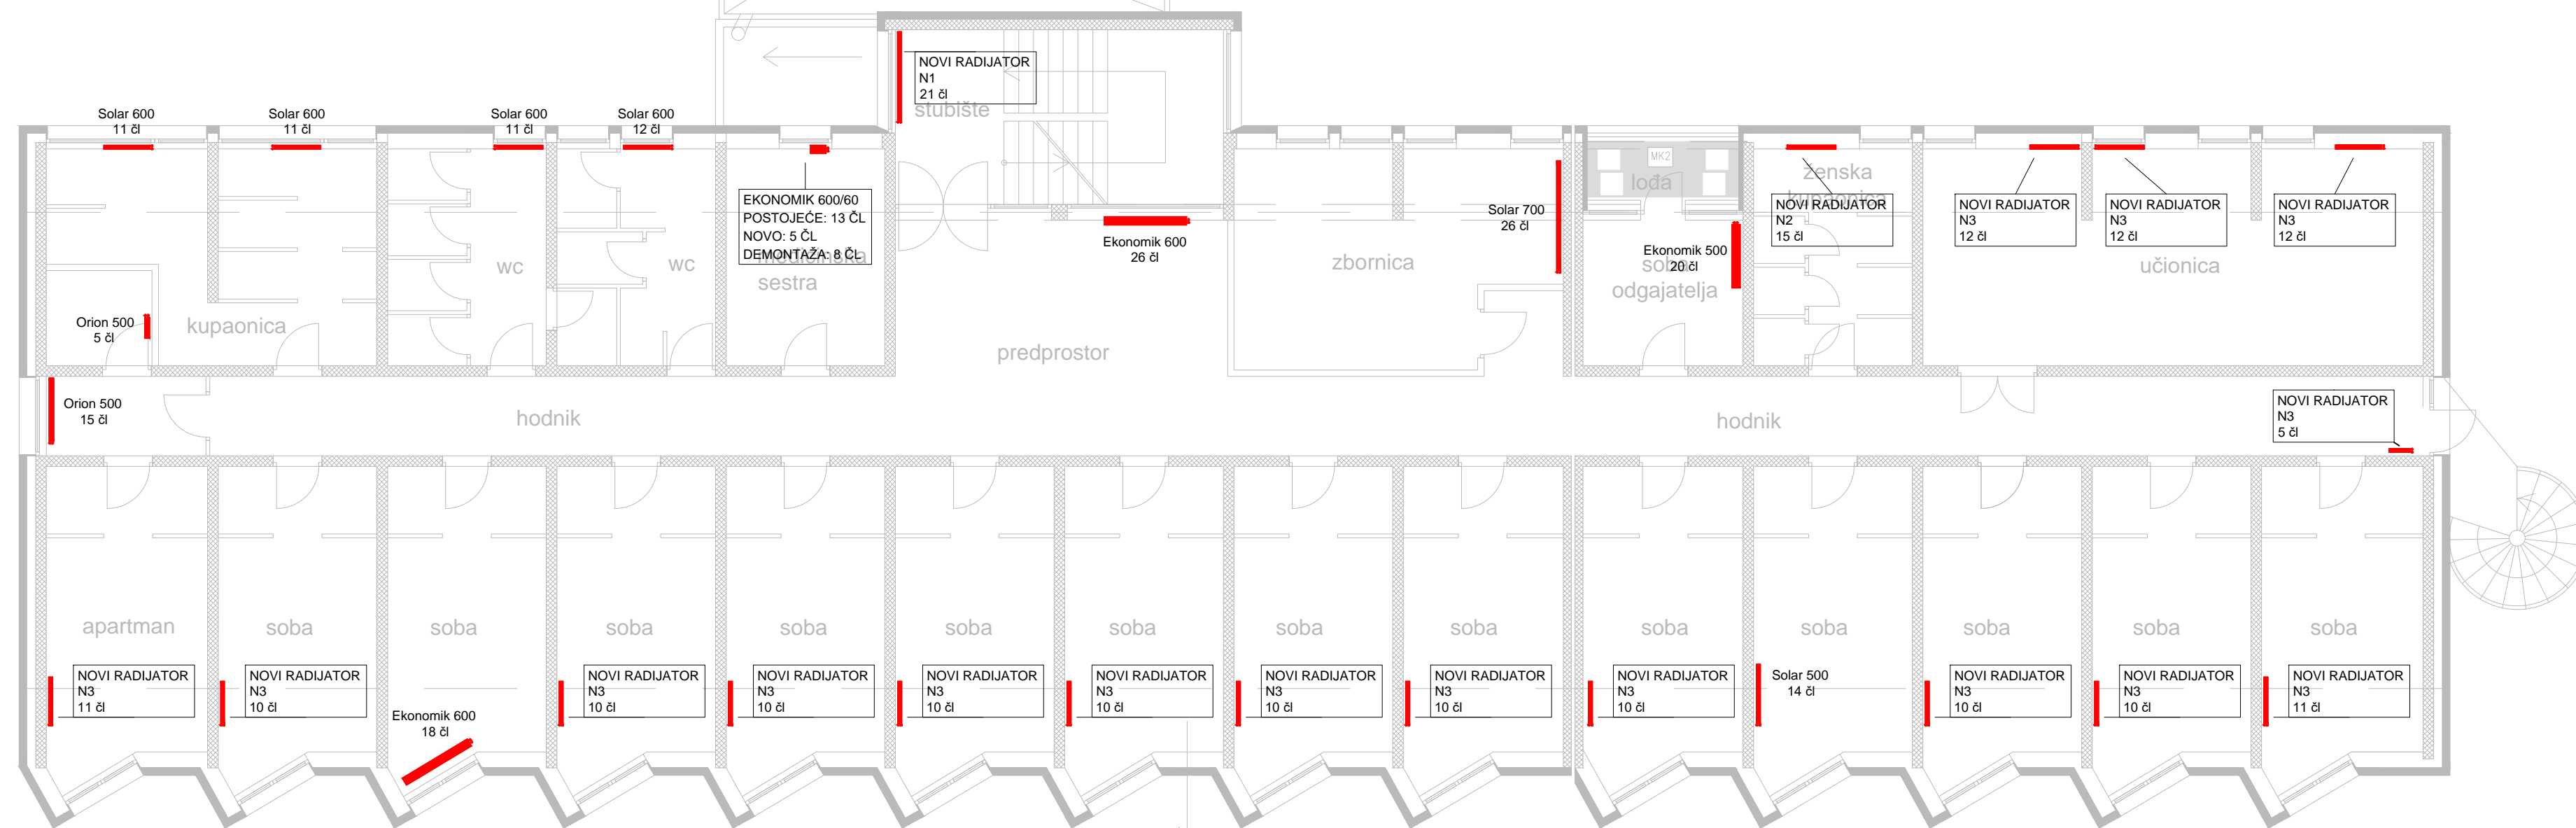 NOVI RADIJATOR
N1
21 čl
stubište
Solar 600
11 čl
Solar 600
11 čl
Solar 600
11 čl
Solar 600
12 čl
EKONOMIK 600/60
POSTOJEĆE: 13 ČL
NOVO: 5 ČL
DEMONTAŽA: 8 ČL
medicinska
sestra
Ekonomik 600
26 čl
Solar 700
26 čl
zbornica
MK2
lođa
Ekonomik 500
20 čl
soba
odgajatelja
ženska
kupaonica
NOVI RADIJATOR
N2
15 čl
NOVI RADIJATOR
N3
12 čl
NOVI RADIJATOR
N3
12 čl
NOVI RADIJATOR
N3
12 čl
učionica
wc
wc
Orion 500
5 čl
kupaonica
predprostor
Orion 500
15 čl
hodnik
hodnik
NOVI RADIJATOR
N3
5 čl
apartman
soba
soba
soba
soba
soba
soba
soba
soba
soba
soba
soba
soba
soba
NOVI RADIJATOR
N3
11 čl
NOVI RADIJATOR
N3
10 čl
Ekonomik 600
18 čl
NOVI RADIJATOR
N3
10 čl
NOVI RADIJATOR
N3
10 čl
NOVI RADIJATOR
N3
10 čl
NOVI RADIJATOR
N3
10 čl
NOVI RADIJATOR
N3
10 čl
NOVI RADIJATOR
N3
10 čl
NOVI RADIJATOR
N3
10 čl
Solar 500
14 čl
NOVI RADIJATOR
N3
10 čl
NOVI RADIJATOR
N3
10 čl
NOVI RADIJATOR
N3
11 čl